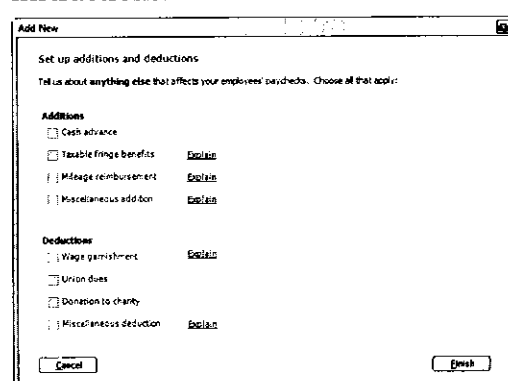 Add New
Set up additions and deductions
Tell us about anything else that affects your employees' paychecks. Choose all that apply:
Additions
Cash advance
Taxable fringe benefits Explain
Mileage reimbursement Explain
Miscellaneous addition Explain
Deductions
Wage garnishment Explain
Union dues
Donation to charity
Miscellaneous deduction Explain
Cancel Finish